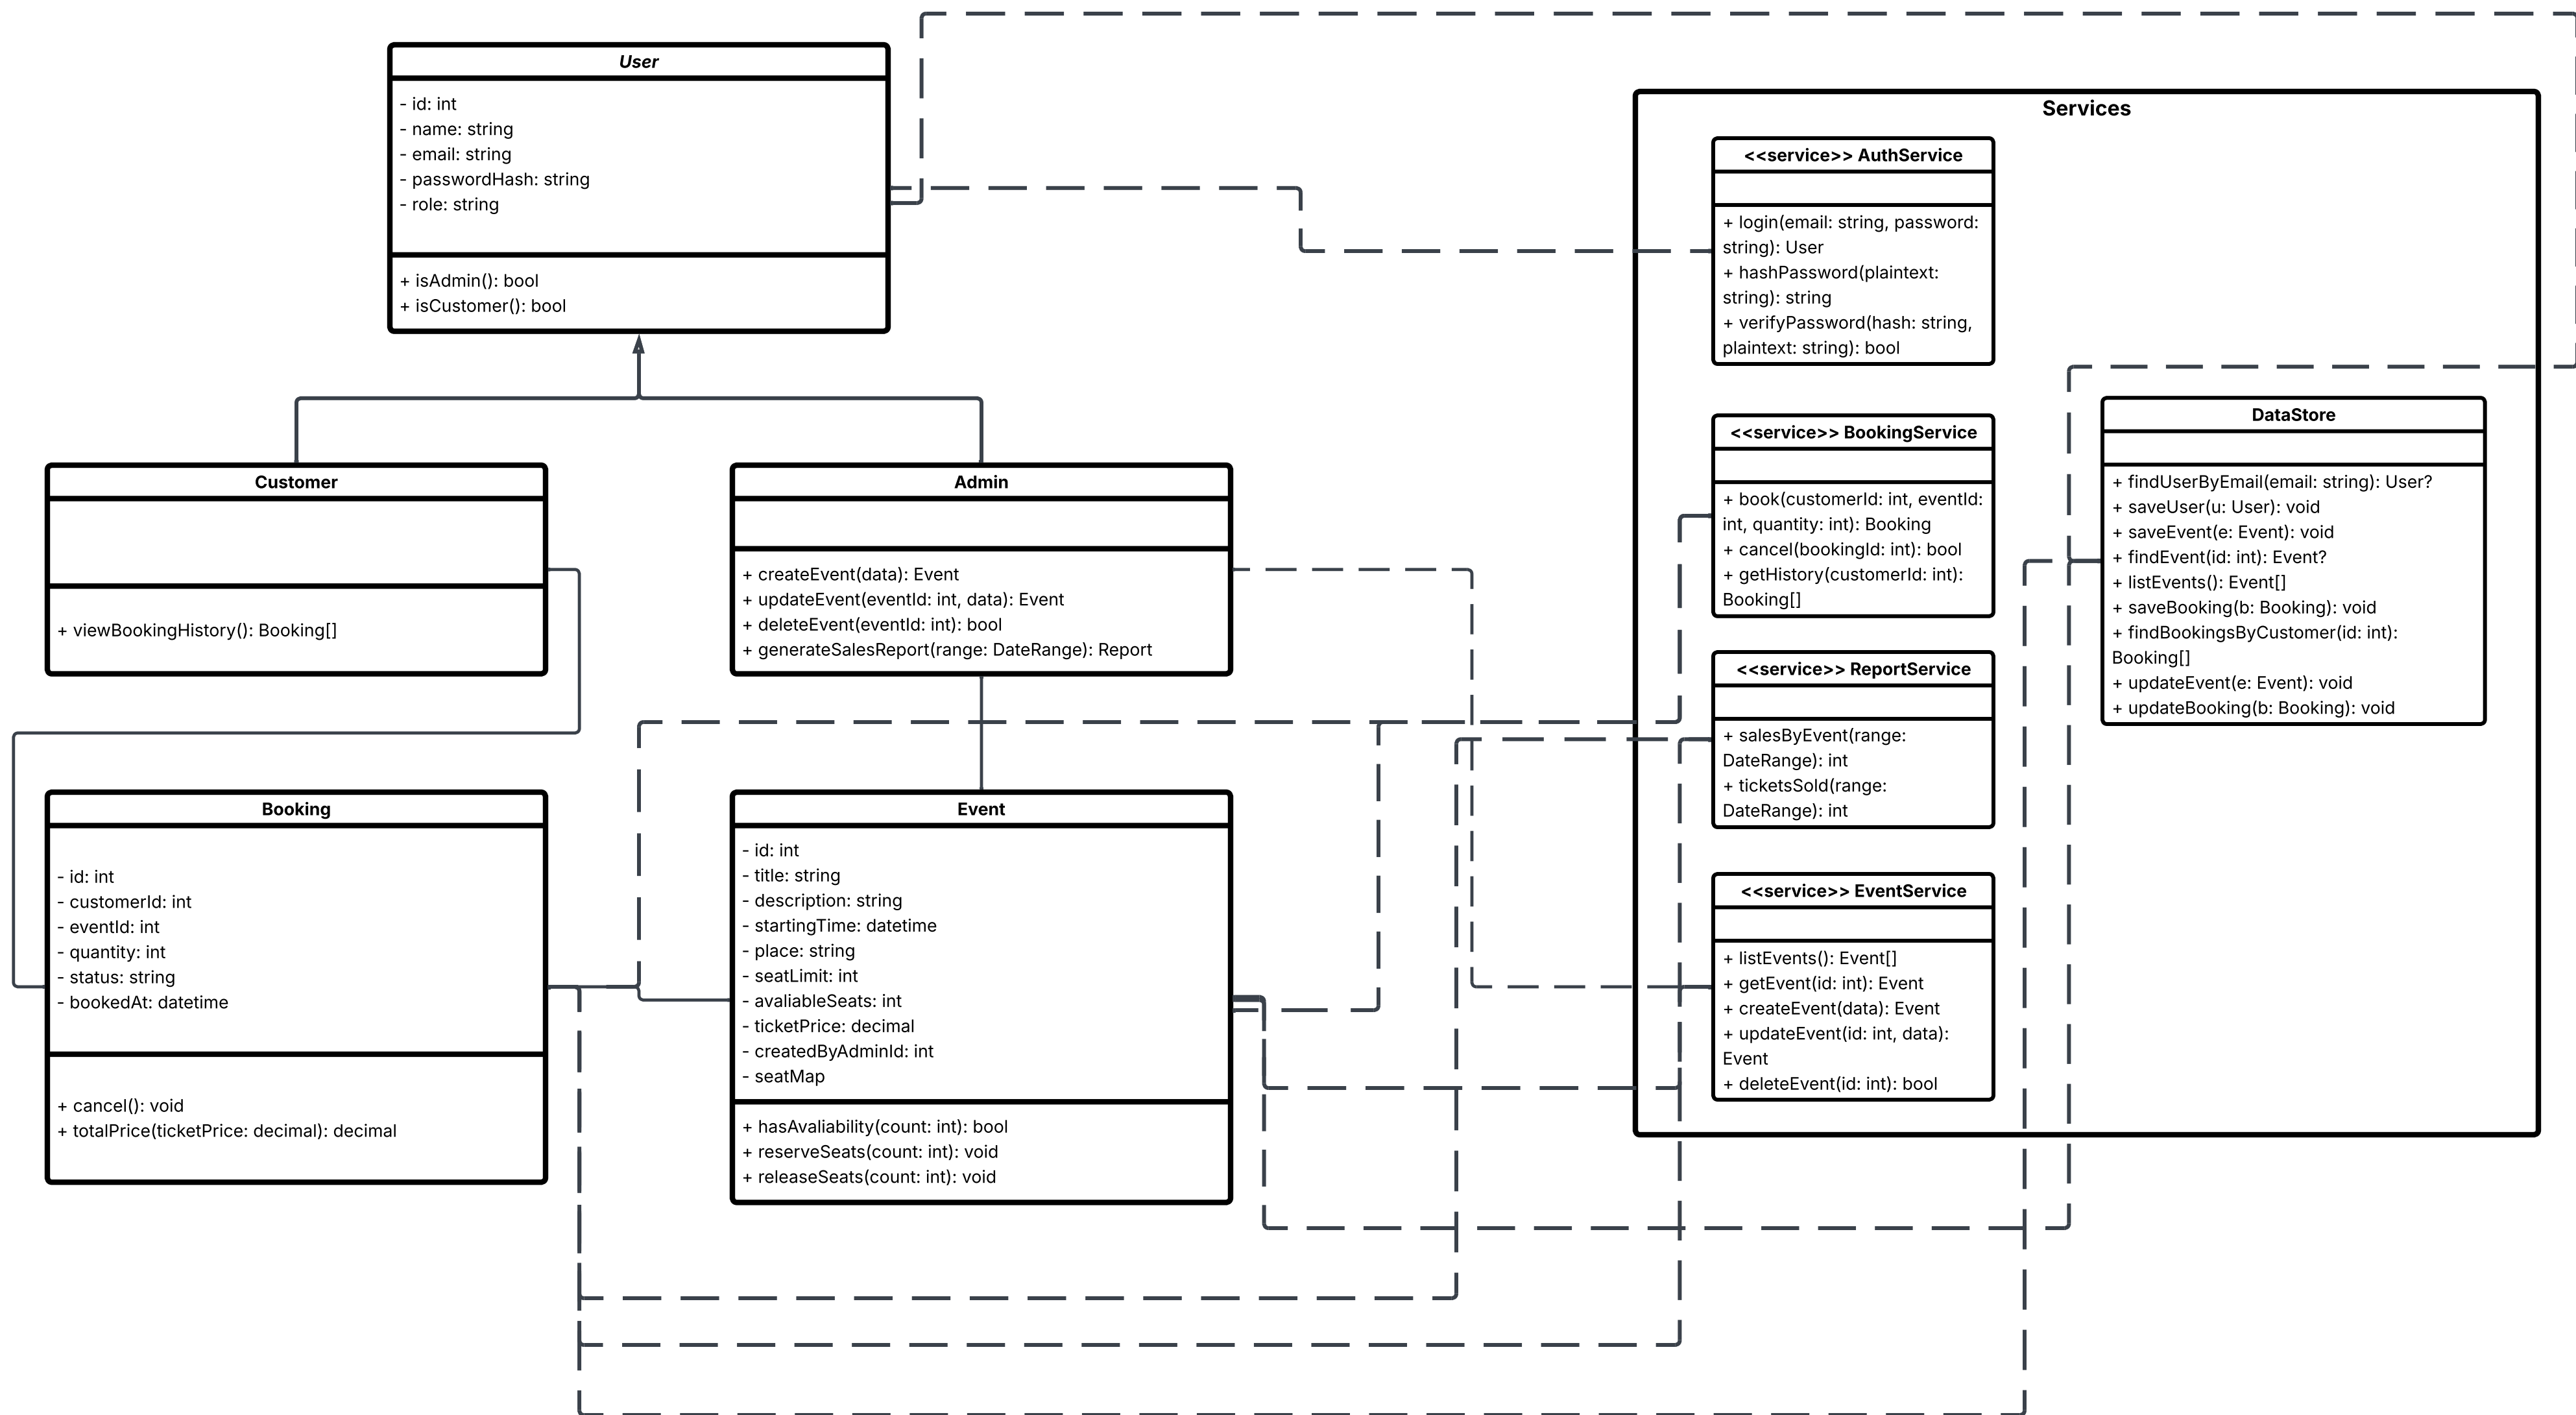 User
- id: int
- name: string
- email: string
- passwordHash: string
- role: string
+ isAdmin(): bool
+ isCustomer(): bool
Customer
+ viewBookingHistory(): Booking[]
Admin
+ createEvent(data): Event
+ updateEvent(eventId: int, data): Event
+ deleteEvent(eventId: int): bool
+ generateSalesReport(range: DateRange): Report
Booking
- id: int
- customerId: int
- eventId: int
- quantity: int
- status: string
- bookedAt: datetime
+ cancel(): void
+ totalPrice(ticketPrice: decimal): decimal
Event
- id: int
- title: string
- description: string
- startingTime: datetime
- place: string
- seatLimit: int
- avaliableSeats: int
- ticketPrice: decimal
- createdByAdminId: int
- seatMap
+ hasAvaliability(count: int): bool
+ reserveSeats(count: int): void
+ releaseSeats(count: int): void
Services
<<service>> AuthService
+ login(email: string, password:
string): User
+ hashPassword(plaintext:
string): string
+ verifyPassword(hash: string,
plaintext: string): bool
<<service>> BookingService
+ book(customerId: int, eventId:
int, quantity: int): Booking
+ cancel(bookingId: int): bool
+ getHistory(customerId: int):
Booking[]
<<service>> ReportService
+ salesByEvent(range:
DateRange): int
+ ticketsSold(range:
DateRange): int
<<service>> EventService
+ listEvents(): Event[]
+ getEvent(id: int): Event
+ createEvent(data): Event
+ updateEvent(id: int, data):
Event
+ deleteEvent(id: int): bool
DataStore
+ findUserByEmail(email: string): User?
+ saveUser(u: User): void
+ saveEvent(e: Event): void
+ findEvent(id: int): Event?
+ listEvents(): Event[]
+ saveBooking(b: Booking): void
+ findBookingsByCustomer(id: int):
Booking[]
+ updateEvent(e: Event): void
+ updateBooking(b: Booking): void